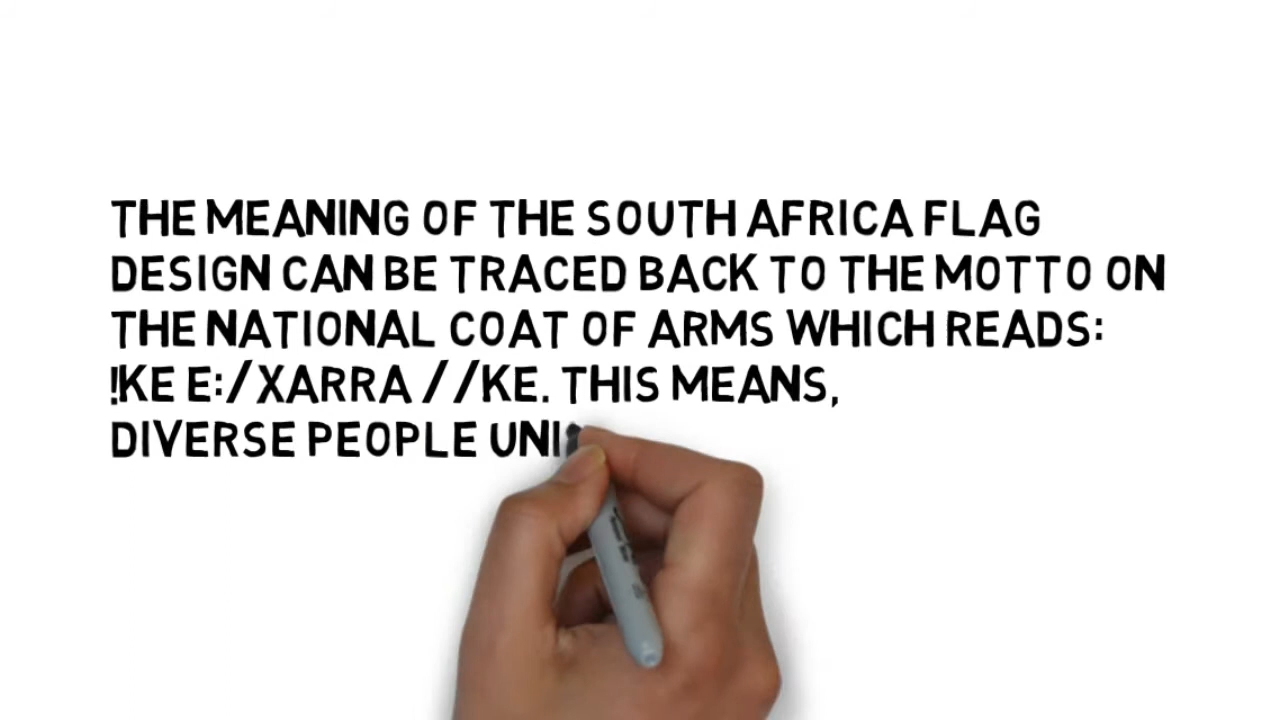 THE MEANING OF THE SOUTH AFRICA FLAG
DESIGN CAN BE TRACED BACK TO THE MOTTO ON
THE NATIONAL COAT OF ARMS WHICH READS:
!KE E:/XARRA //KE. THIS MEANS,
DIVERSE PEOPLE UNI